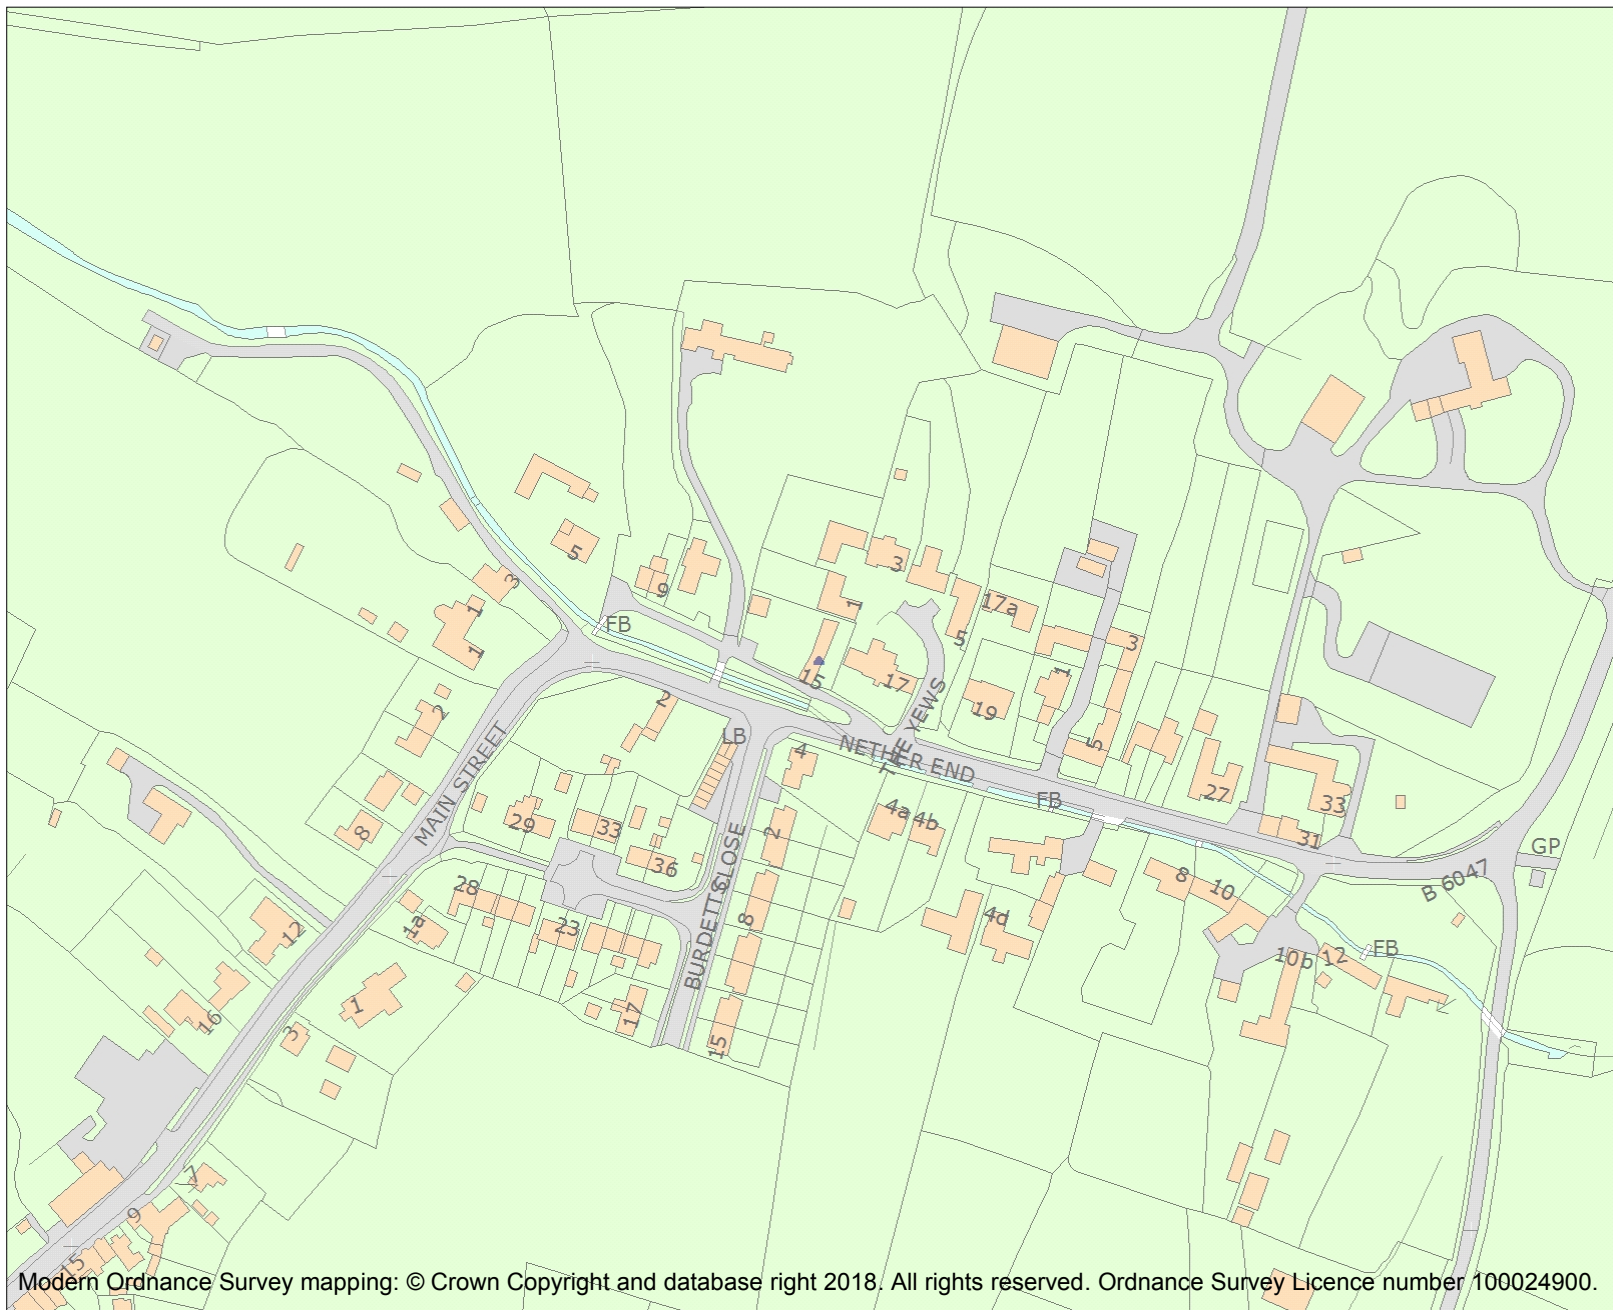 5
9
FB
3
1
1
3
1
17a
5
3
1
15
17
19
THE YEWS
2
2
LB
4
NETHER END
5
MAIN STREET
27
33
FB
31
29
33
8
4a
4b
2
36
GP
B 6047
BURDETTS CLOSE
28
8
10
1a
23
8
4d
12
10b
12
FB
16
1
3
17
15
7
9
15
Modern Ordnance Survey mapping: © Crown Copyright and database right 2018. All rights reserved. Ordnance Survey Licence number 100024900.